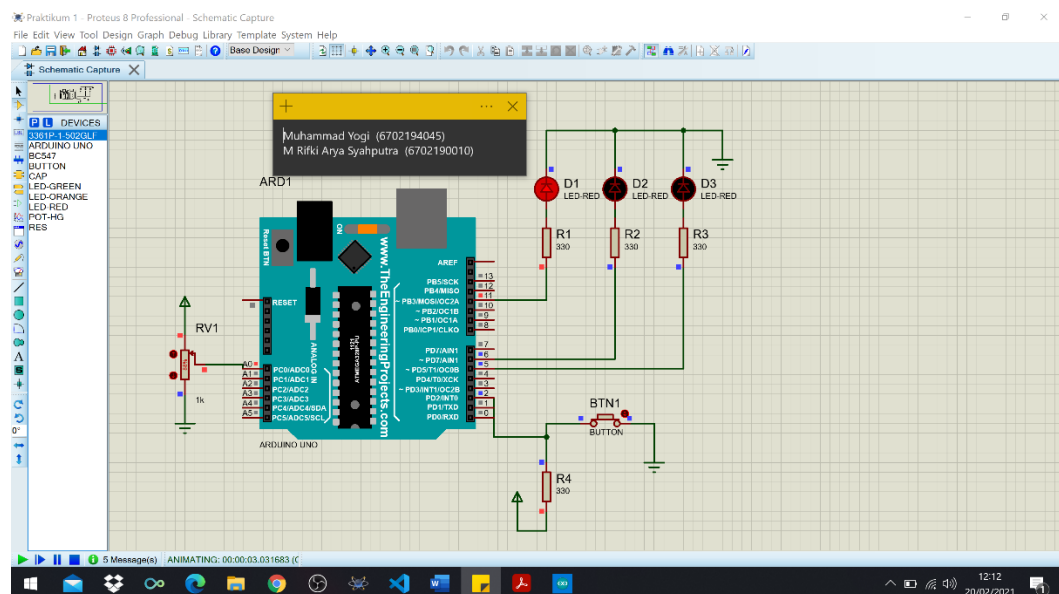 Praktikum 1 - Proteus 8 Professional - Schematic Capture
File Edit View Tool Design Graph Debug Library Template System Help
Base Design
Schematic Capture
P L DEVICES
3361P-1-502GLF
ARDUINO UNO
BC547
BUTTON
CAP
LED-GREEN
LED-ORANGE
LED-RED
POT-HG
RES
0°
Muhammad Yogi (6702194045)
M Rifki Arya Syahputra (6702190010)
ARD1
Reset BTN
ON
www.TheEngineeringProjects.com
ANALOG IN
RESET
AREF
PB5/SCK
PB4/MISO
~ PB3/MOSI/OC2A
~ PB2/OC1B
~ PB1/OC1A
PB0/ICP1/CLKO
PD7/AIN1
~ PD7/AIN1
~ PD5/T1/OC0B
PD4/T0/XCK
~ PD3/INT1/OC2B
PD2/INT0
PD1/TXD
PD0/RXD
13
12
11
10
9
8
7
6
5
4
3
2
1
0
A0
A1
A2
A3
A4
A5
PC0/ADC0
PC1/ADC1
PC2/ADC2
PC3/ADC3
PC4/ADC4/SDA
PC5/ADC5/SCL
ARDUINO UNO
RV1
1k
D1
LED-RED
D2
LED-RED
D3
LED-RED
R1
330
R2
330
R3
330
BTN1
BUTTON
R4
330
5 Message(s)
ANIMATING: 00:00:03.031683 (C
12:12
20/02/2021